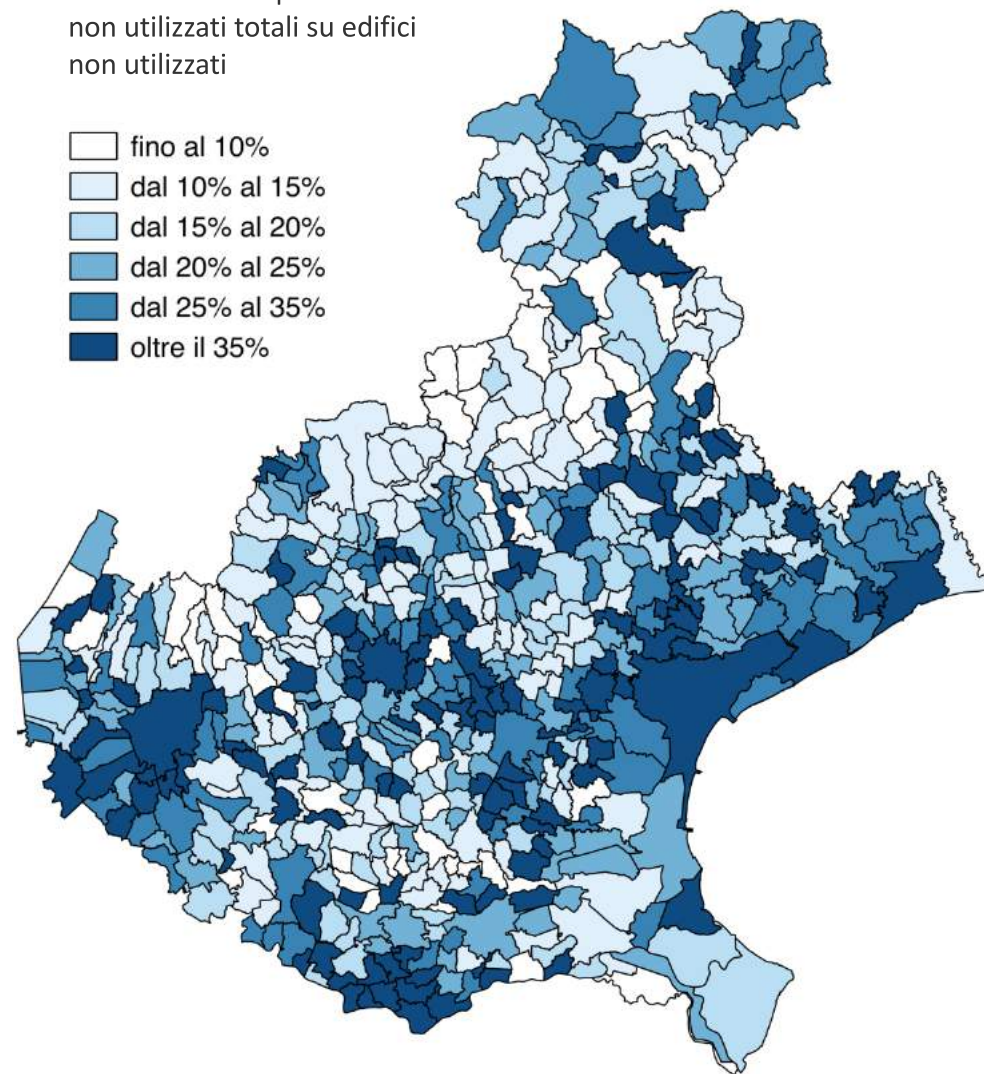 non utilizzati totali su edifici
non utilizzati
fino al 10%
dal 10% al 15%
dal 15% al 20%
dal 20% al 25%
dal 25% al 35%
oltre il 35%